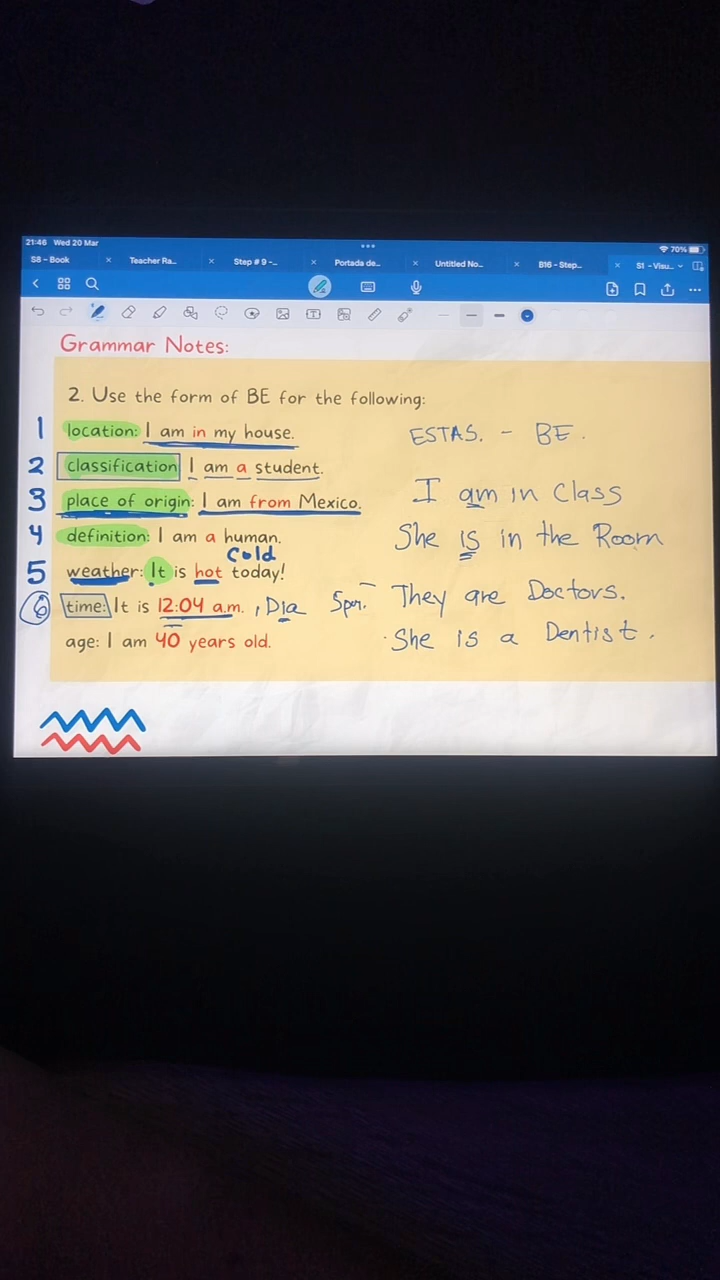 21:46 Wed 20 Mar
70%
S8 - Book
Teacher Ra...
Step # 9 -...
Portada de...
Untitled No...
B16 - Step...
S1 - Visu...
Grammar Notes:
2. Use the form of BE for the following:
1 location: I am in my house.
2 classification: I am a student.
3 place of origin: I am from Mexico.
4 definition: I am a human.
Cold
5 weather: It is hot today!
6 time: It is 12:04 a.m. , Dia 5pm.
age: I am 40 years old.
ESTAS. - BE.
I am in Class
She is in the Room
They are Doctors.
She is a Dentist.